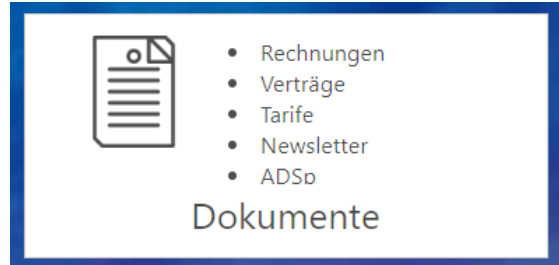 Rechnungen
Verträge
Tarife
Newsletter
ADSp
Dokumente